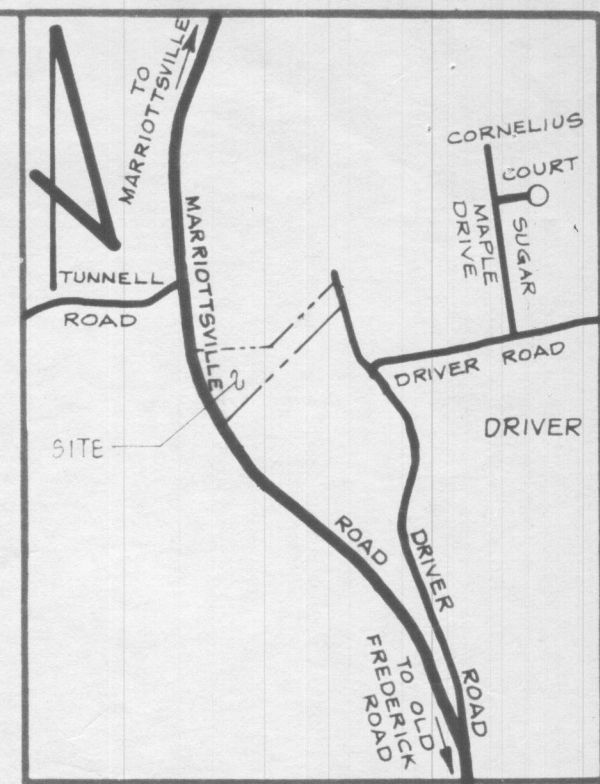 TO
MARRIOTTSVILLE
CORNELIUS
COURT
MAPLE
DRIVE
SUGAR
MARRIOTTSVILLE
TUNNELL
ROAD
DRIVER ROAD
SITE
DRIVER
ROAD
DRIVER
ROAD
TO OLD
FREDERICK
ROAD